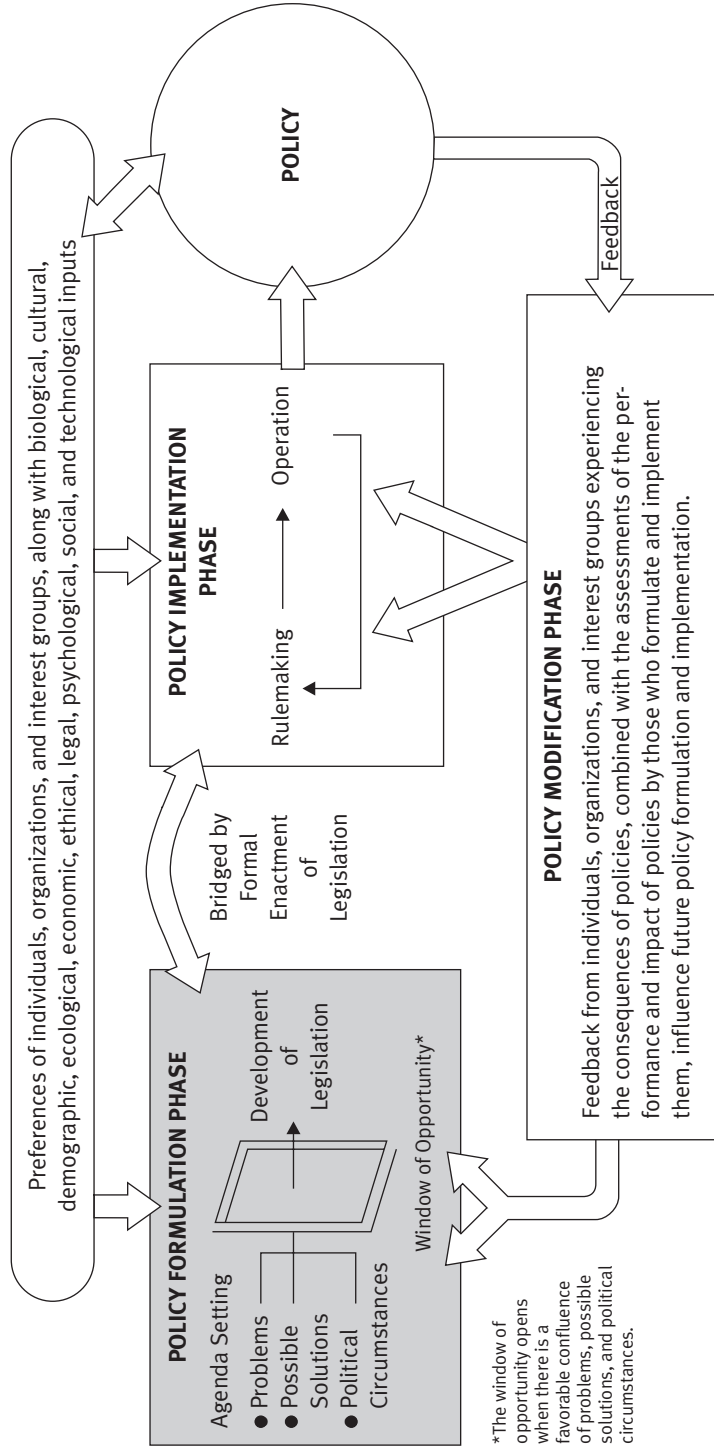 Preferences of individuals, organizations, and interest groups, along with biological, cultural,
demographic, ecological, economic, ethical, legal, psychological, social, and technological inputs
POLICY FORMULATION PHASE
Agenda Setting
● Problems
● Possible
Solutions
● Political
Circumstances
Development
of
Legislation
Window of Opportunity*
Bridged by
Formal
Enactment
of
Legislation
POLICY IMPLEMENTATION
PHASE
Rulemaking
Operation
POLICY
Feedback
POLICY MODIFICATION PHASE
Feedback from individuals, organizations, and interest groups experiencing
the consequences of policies, combined with the assessments of the per-
formance and impact of policies by those who formulate and implement
them, influence future policy formulation and implementation.
*The window of
opportunity opens
when there is a
favorable confluence
of problems, possible
solutions, and political
circumstances.